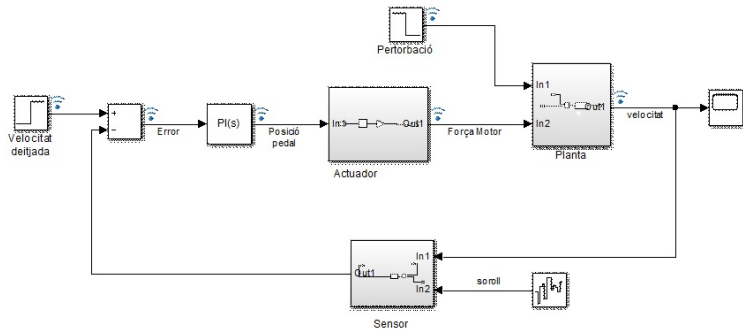 Pertorbació
Velocitat
deitjada
+
−
Error
PI(s)
Posició
pedal
In1
Out1
Actuador
Força Motor
In1
In2
Out1
Planta
velocitat
Out1
In1
In2
Sensor
soroll